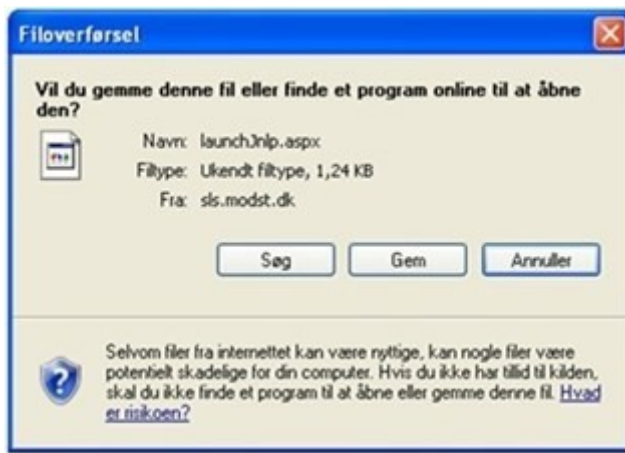 Filoverførsel
Vil du gemme denne fil eller finde et program online til at åbne
den?
Navn: launchJnlp.aspx
Filtype: Ukendt filtype, 1,24 KB
Fra: sls.modst.dk
Søg Gem Annuller
Selvom filer fra internettet kan være nyttige, kan nogle filer være
potentielt skadelige for din computer. Hvis du ikke har tillid til kilden,
skal du ikke finde et program til at åbne eller gemme denne fil. Hvad
er risikoen?